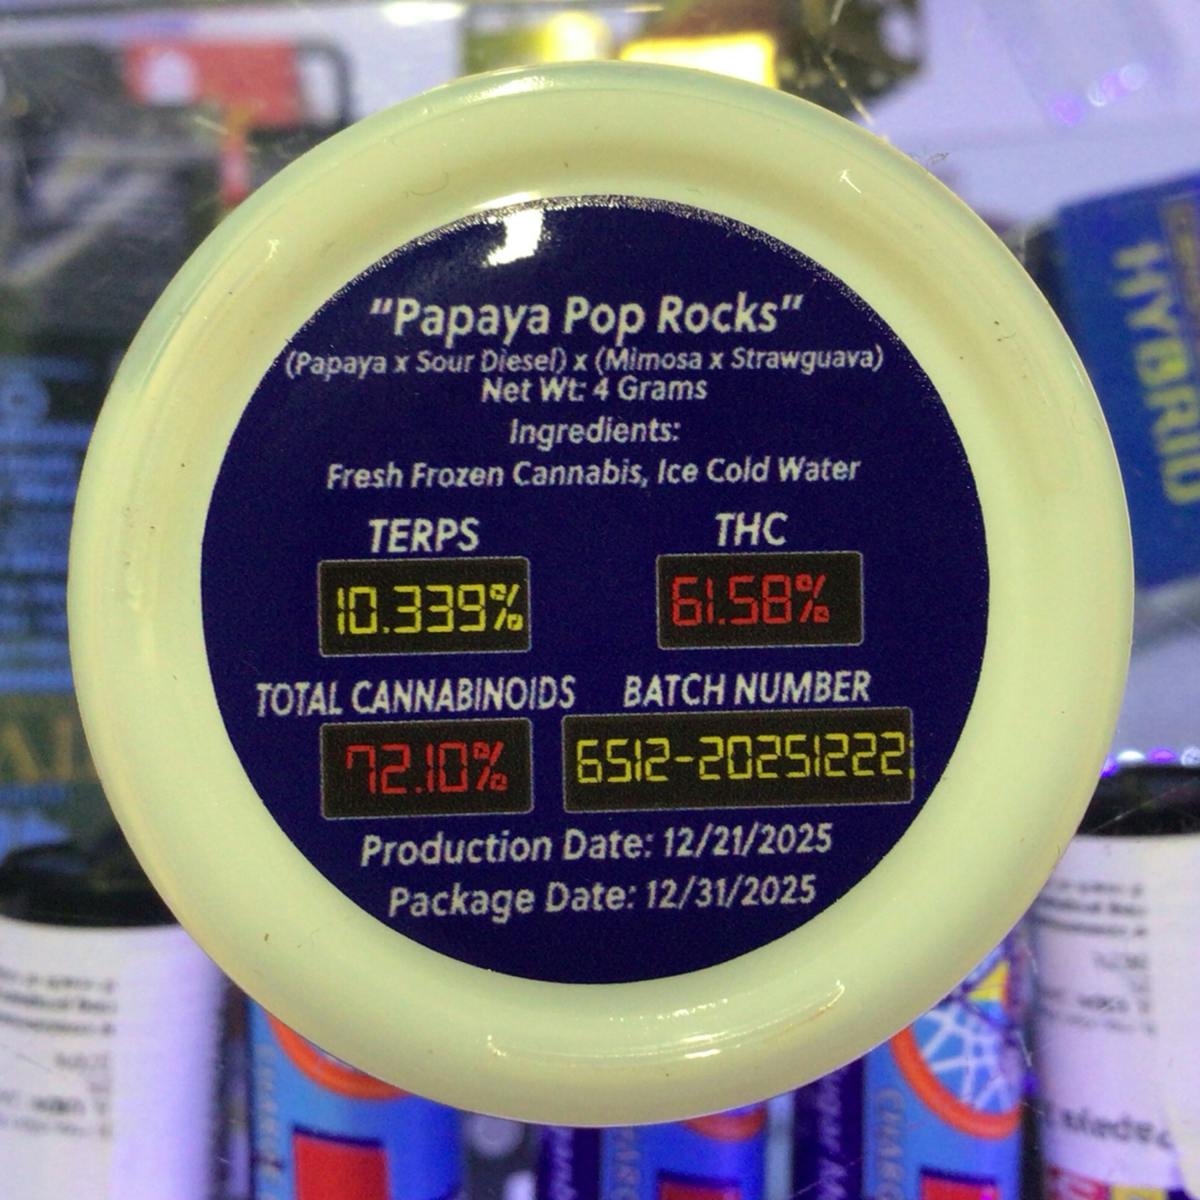 "Papaya Pop Rocks"
(Papaya x Sour Diesel) x (Mimosa x Strawguava)
Net Wt: 4 Grams
Ingredients:
Fresh Frozen Cannabis, Ice Cold Water
TERPS THC
10.339% 61.58%
TOTAL CANNABINOIDS BATCH NUMBER
72.10% 6512-20251222
Production Date: 12/21/2025
Package Date: 12/31/2025
HYBRID